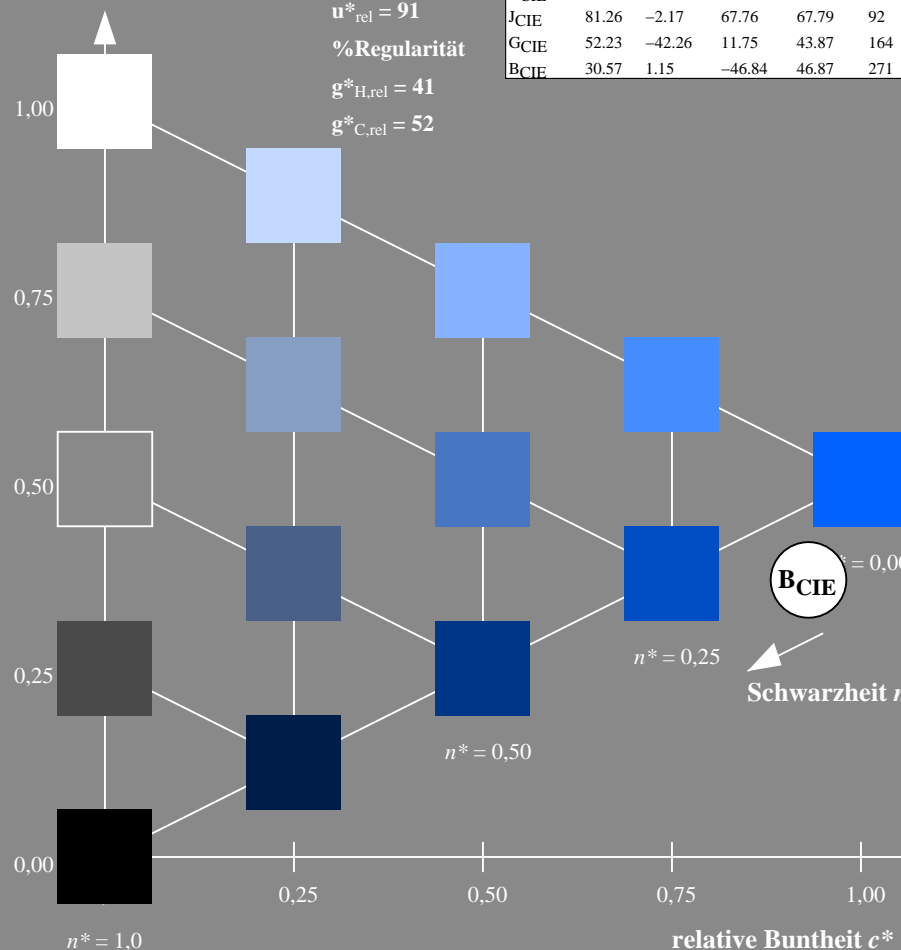 u*rel = 91
%Regularität
g*H,rel = 41
g*C,rel = 52
CIE
JCIE 81.26 −2.17 67.76 67.79 92
GCIE 52.23 −42.26 11.75 43.87 164
BCIE 30.57 1.15 −46.84 46.87 271
1,00
0,75
0,50
0,25
0,00
* = 0,00
BCIE
n* = 0,25
Schwarzheit
n* = 0,50
0,25 0,50 0,75 1,00
relative Buntheit c*
n* = 1,0